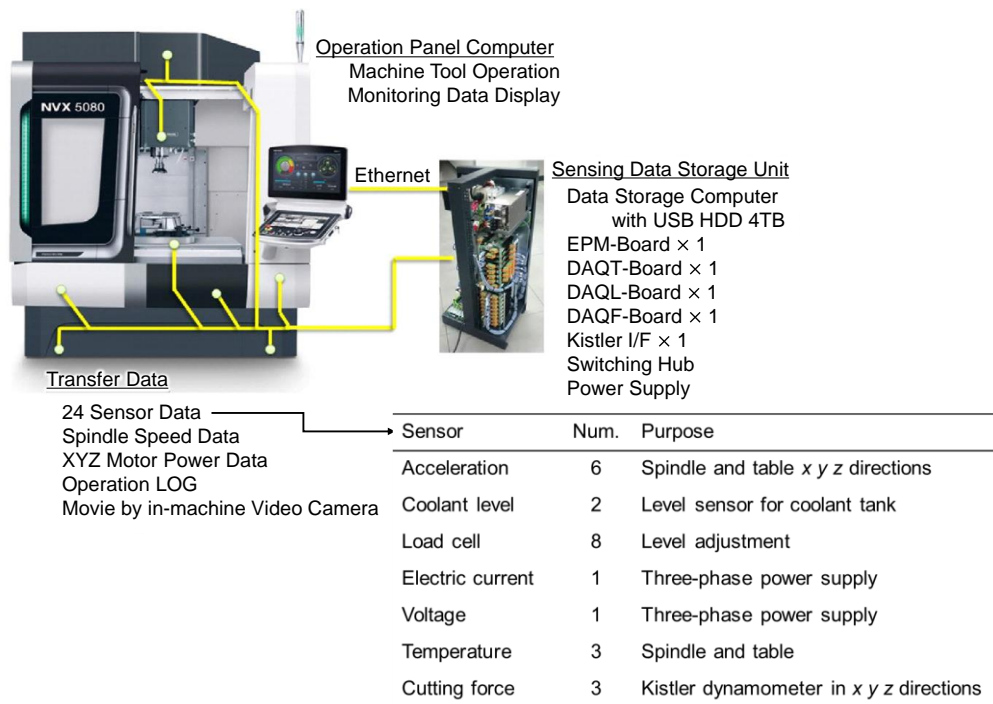 Operation Panel Computer
Machine Tool Operation
Monitoring Data Display
NVX 5080
Ethernet
Sensing Data Storage Unit
Data Storage Computer
with USB HDD 4TB
EPM-Board × 1
DAQT-Board × 1
DAQL-Board × 1
DAQF-Board × 1
Kistler I/F × 1
Switching Hub
Power Supply
Transfer Data
24 Sensor Data
Spindle Speed Data
XYZ Motor Power Data
Operation LOG
Movie by in-machine Video Camera
Sensor Num. Purpose
Acceleration 6 Spindle and table x y z directions
Coolant level 2 Level sensor for coolant tank
Load cell 8 Level adjustment
Electric current 1 Three-phase power supply
Voltage 1 Three-phase power supply
Temperature 3 Spindle and table
Cutting force 3 Kistler dynamometer in x y z directions